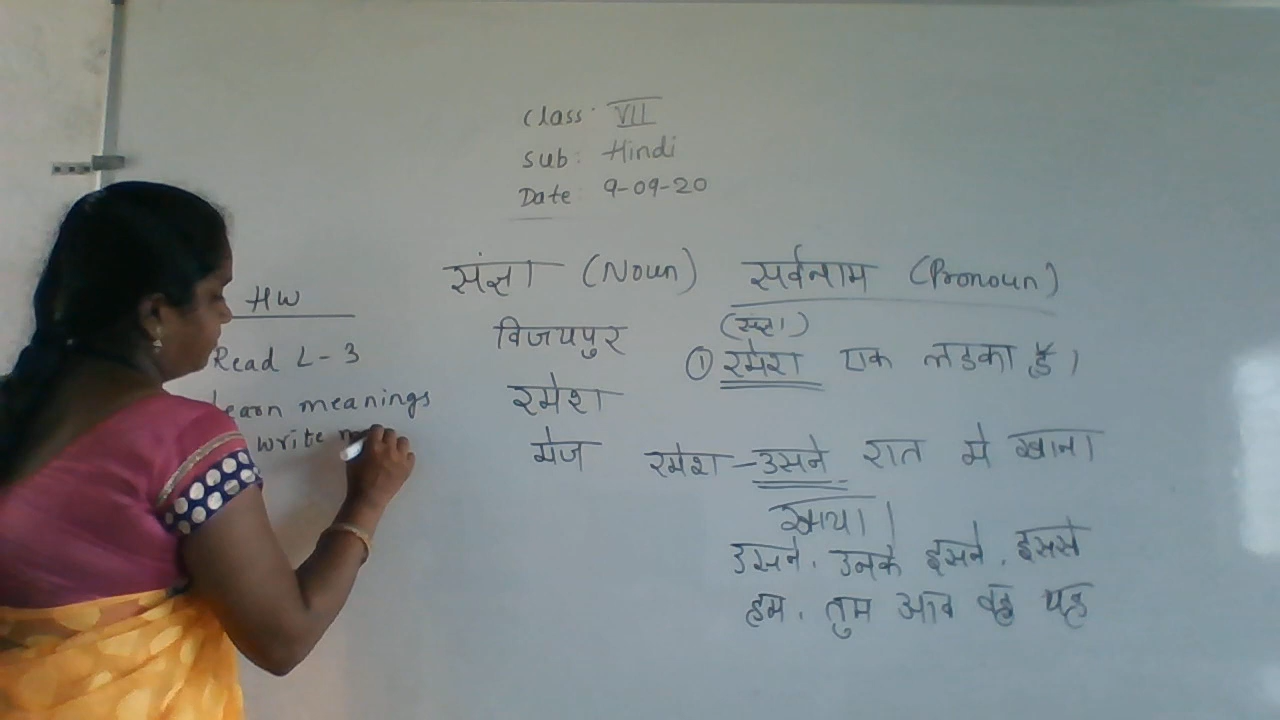 Class: VII
Sub: Hindi
Date 9-09-20
HW
Read L-3
Learn meanings
write
संज्ञा (Noun) सर्वनाम (Pronoun)
विजयपुर
रमेश
मेज
① रमेश एक लडका है।
रमेश - उसने रात मे खाना
खाया।
उसने, उनके इसने, इससे
हम, तुम आप वह यह